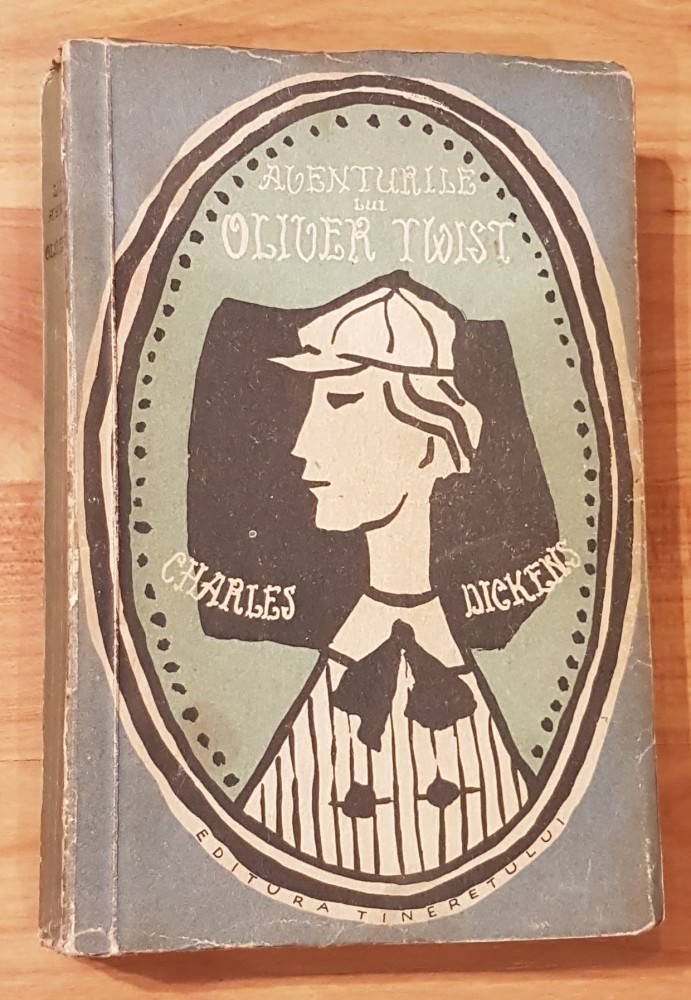 AVENTURILE
LUI
OLIVER TWIST
CHARLES DICKENS
EDITURA TINERETULUI